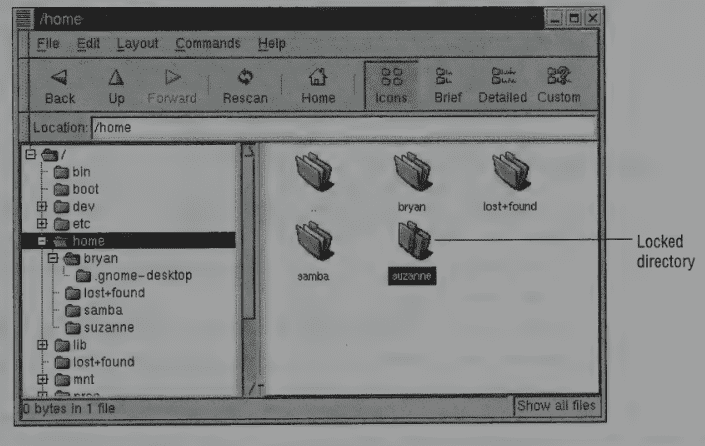 /home
File Edit Layout Commands Help
Back Up Forward Rescan Home Icons Brief Detailed Custom
Location: /home
/
bin
boot
dev
etc
home
bryan
.gnome-desktop
lost+found
samba
suzanne
lib
lost+found
mnt
..
bryan
lost+found
samba
suzanne
Locked
directory
0 bytes in 1 file
Show all files